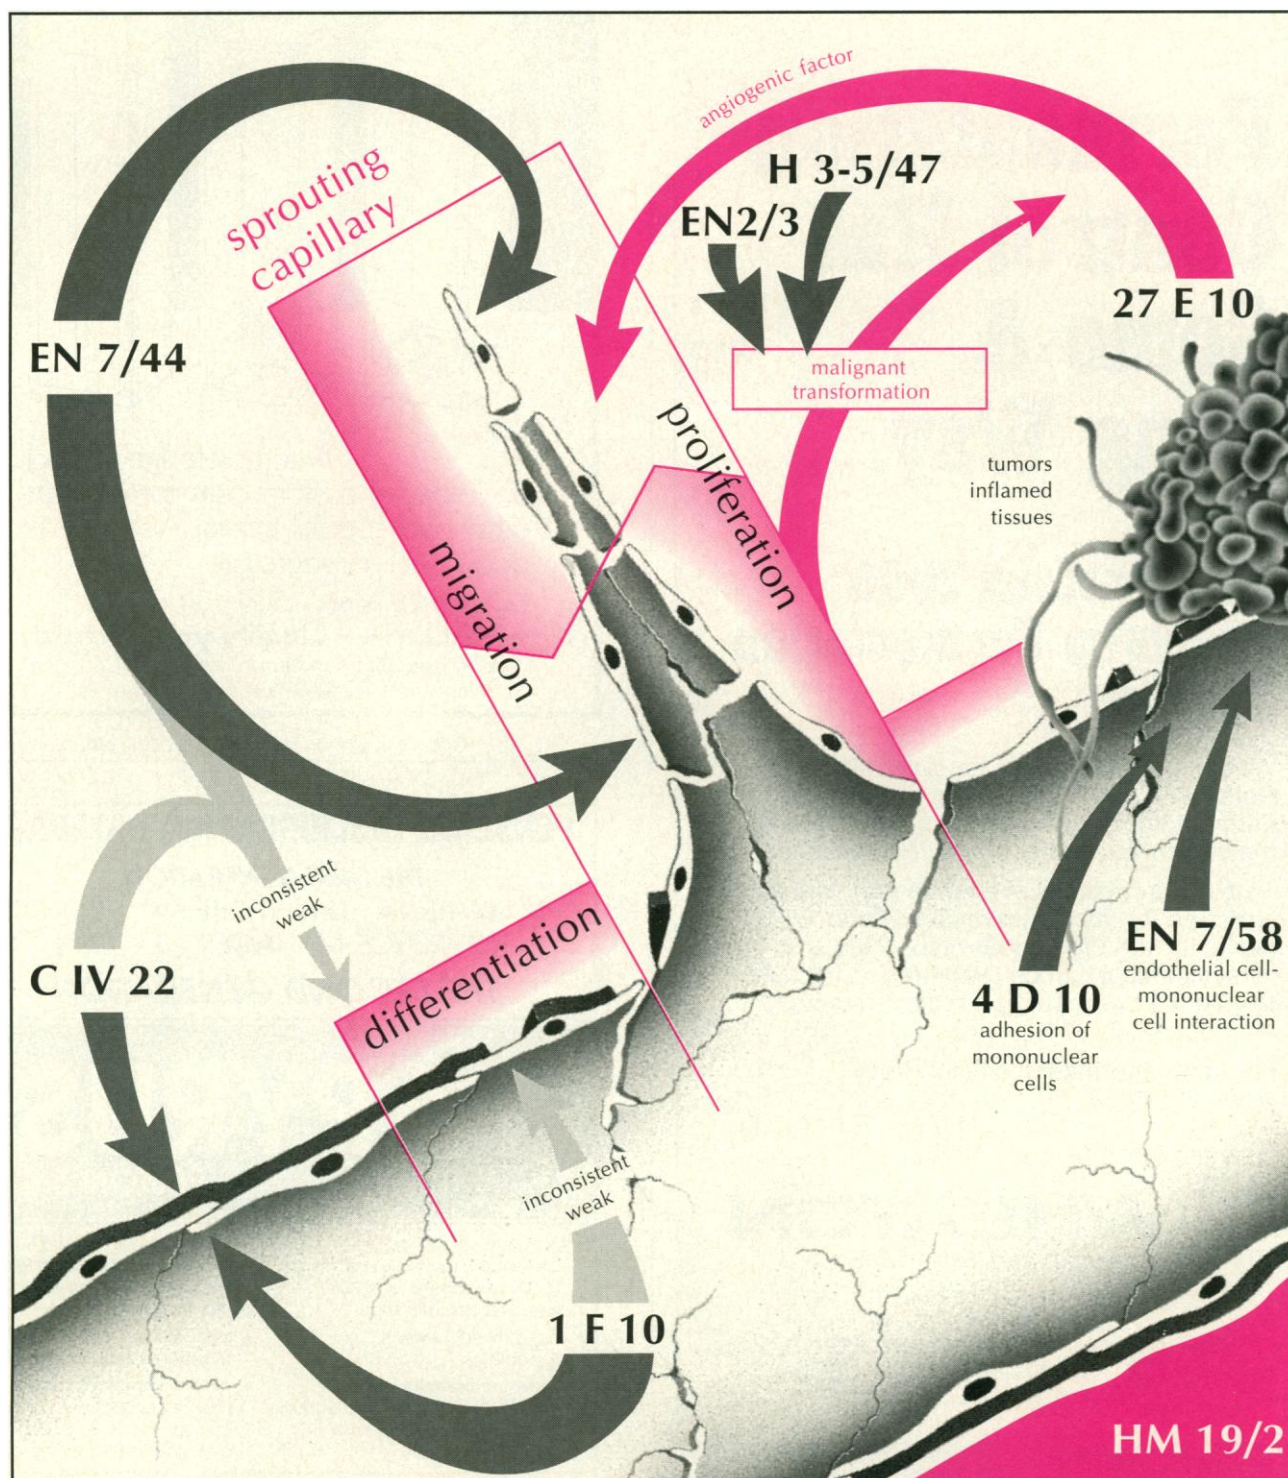 angiogenic factor
H 3-5/47
EN2/3
sprouting
capillary
27 E 10
EN 7/44
malignant
transformation
proliferation
tumors
inflamed
tissues
migration
inconsistent
weak
differentiation
C IV 22
EN 7/58
endothelial cell-
mononuclear
cell interaction
4 D 10
adhesion of
mononuclear
cells
inconsistent
weak
1 F 10
HM 19/2